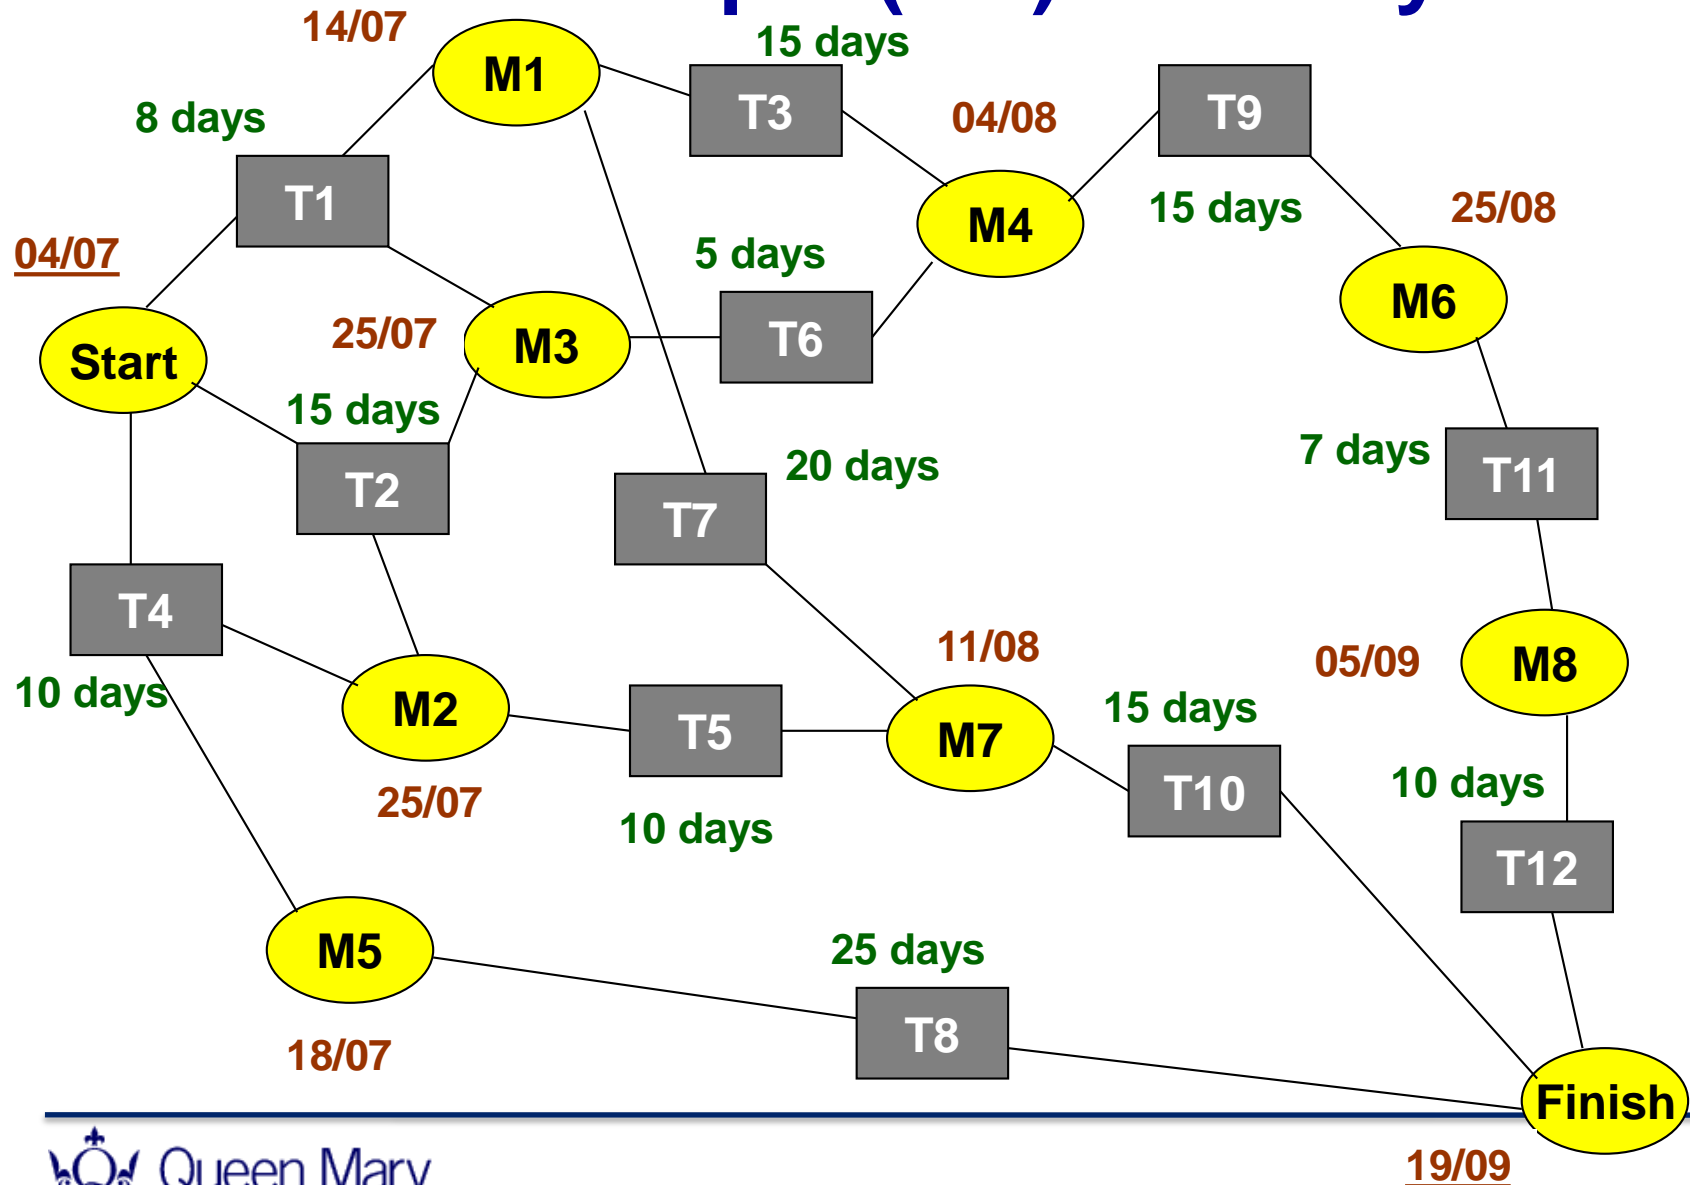 14/07
M1
15 days
T3
T9
8 days
04/08
T1
15 days
25/08
M4
04/07
5 days
M6
25/07
M3
T6
Start
15 days
20 days
7 days
T11
T2
T7
T4
11/08
05/09
M8
10 days
M2
T5
M7
15 days
T10
25/07
10 days
10 days
T12
M5
25 days
T8
18/07
Finish
19/09
Queen Mary